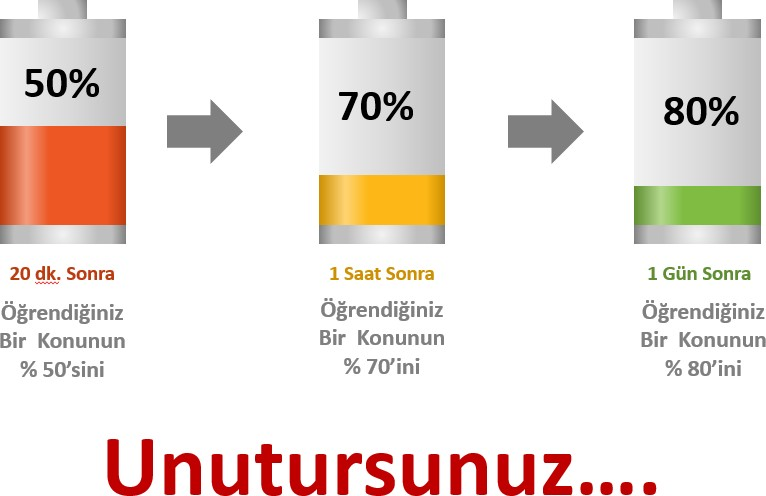 50%
70%
80%
20 dk. Sonra
Öğrendiğiniz
Bir Konunun
% 50’sini
1 Saat Sonra
Öğrendiğiniz
Bir Konunun
% 70’ini
1 Gün Sonra
Öğrendiğiniz
Bir Konunun
% 80’ini
Unutursunuz....